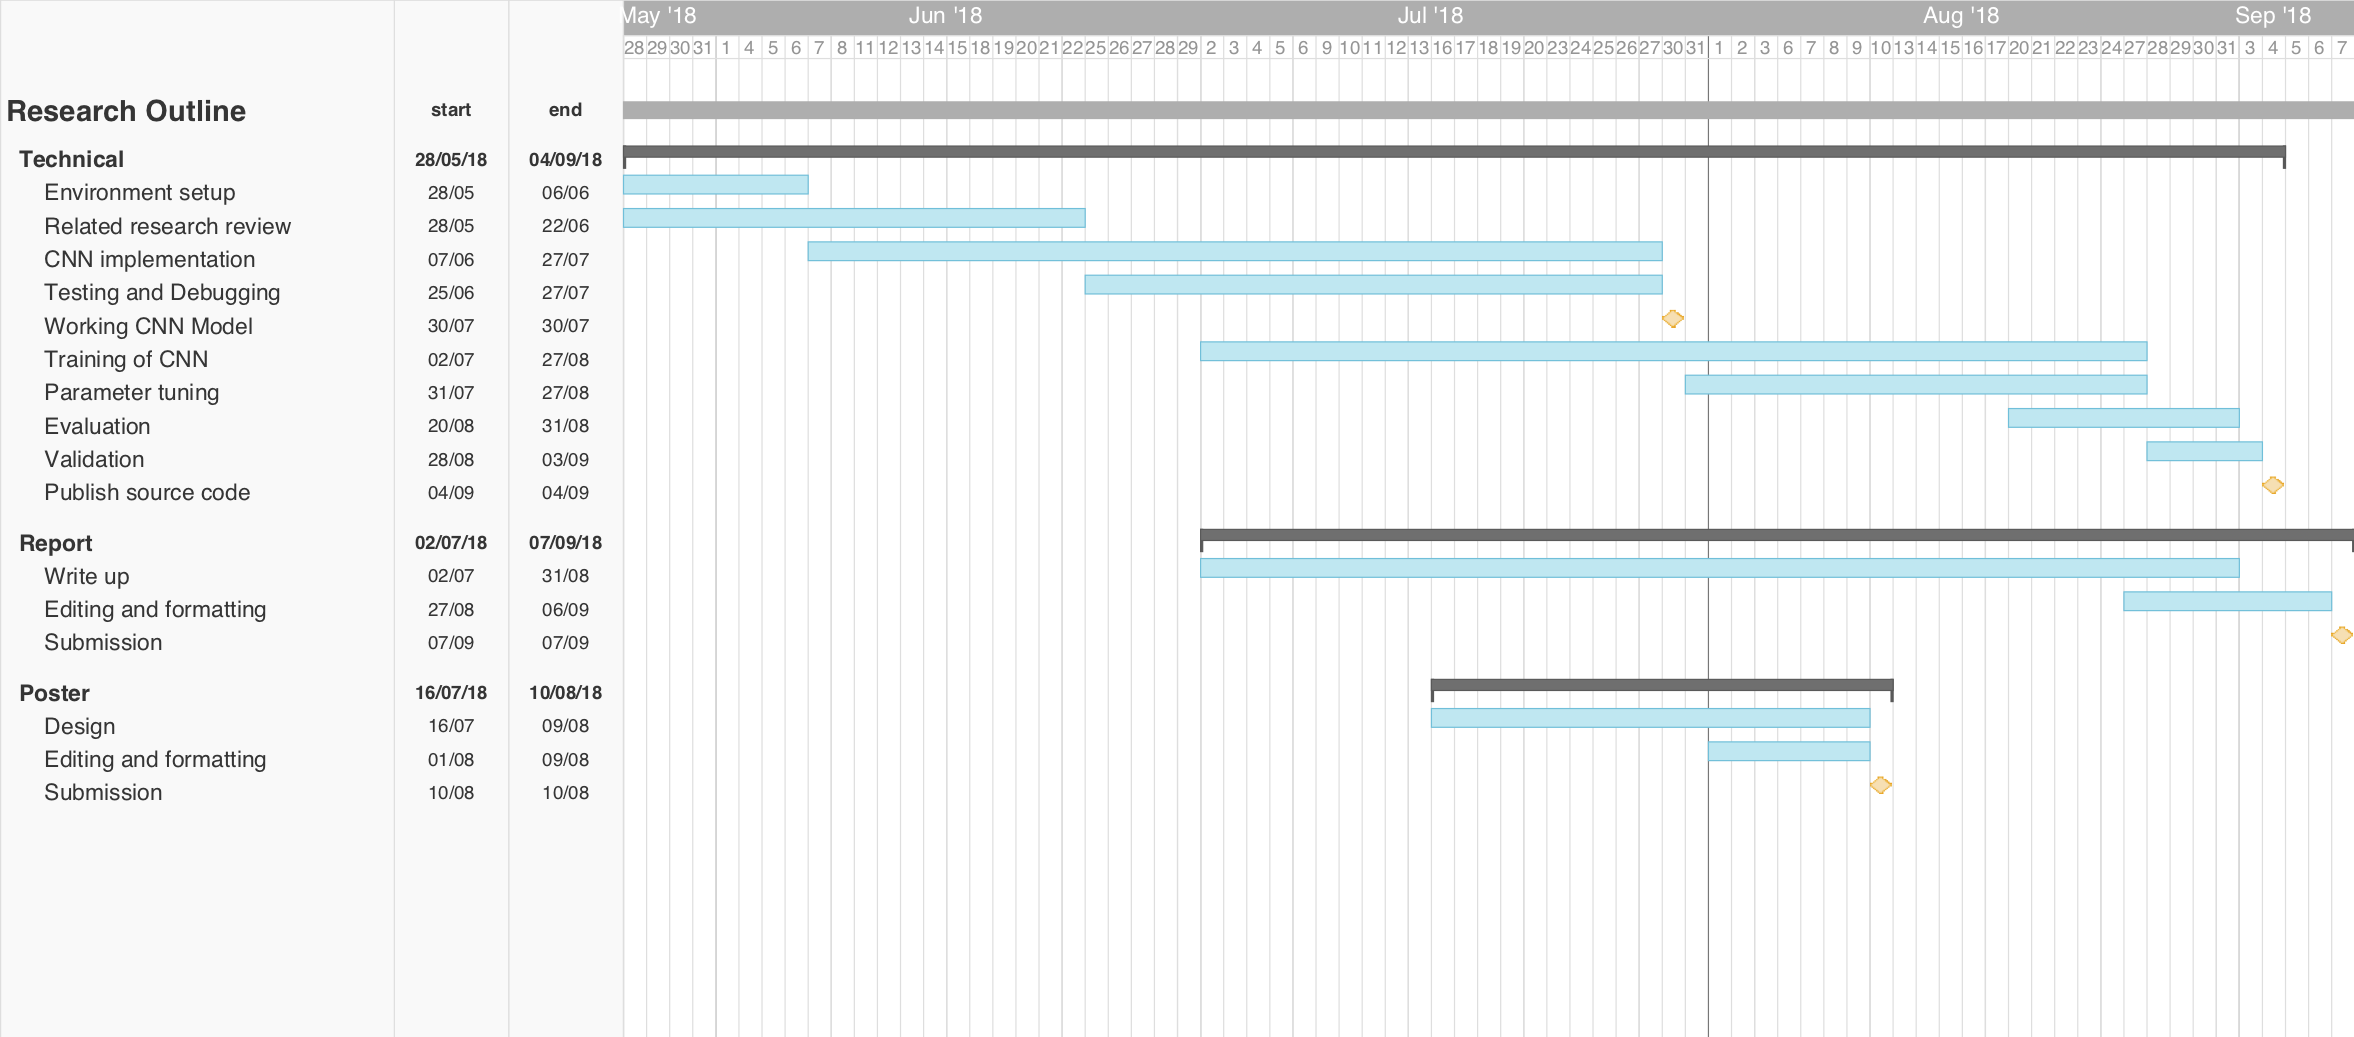 May '18 Jun '18 Jul '18 Aug '18 Sep '18
28 29 30 31 1 4 5 6 7 8 11 12 13 14 15 18 19 20 21 22 25 26 27 28 29 2 3 4 5 6 9 10 11 12 13 16 17 18 19 20 23 24 25 26 27 30 31 1 2 3 6 7 8 9 10 13 14 15 16 17 20 21 22 23 24 27 28 29 30 31 3 4 5 6 7
Research Outline start end
Technical 28/05/18 04/09/18
Environment setup 28/05 06/06
Related research review 28/05 22/06
CNN implementation 07/06 27/07
Testing and Debugging 25/06 27/07
Working CNN Model 30/07 30/07
Training of CNN 02/07 27/08
Parameter tuning 31/07 27/08
Evaluation 20/08 31/08
Validation 28/08 03/09
Publish source code 04/09 04/09
Report 02/07/18 07/09/18
Write up 02/07 31/08
Editing and formatting 27/08 06/09
Submission 07/09 07/09
Poster 16/07/18 10/08/18
Design 16/07 09/08
Editing and formatting 01/08 09/08
Submission 10/08 10/08